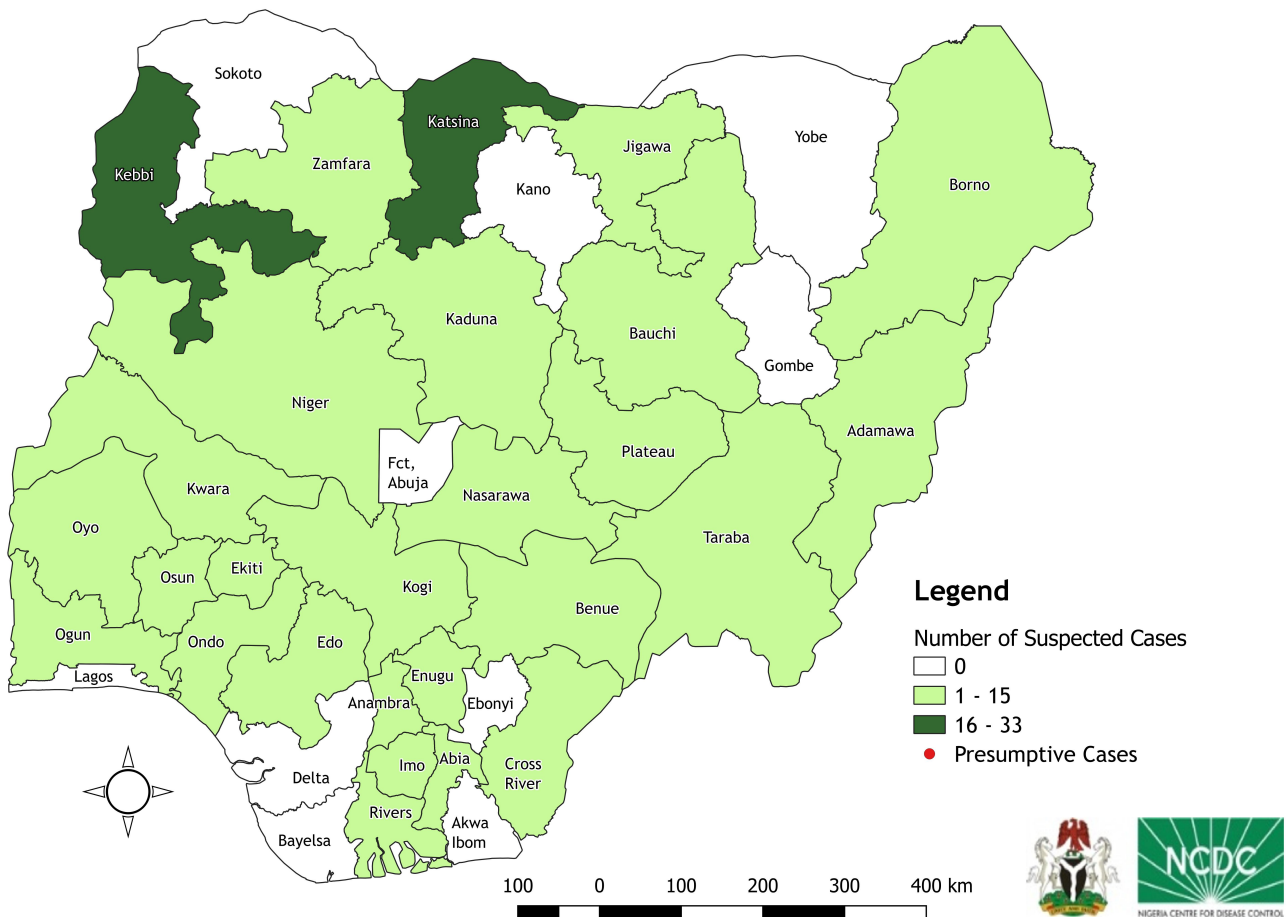 Sokoto
Katsina
Yobe
Jigawa
Zamfara
Kebbi
Kano
Borno
Kaduna
Bauchi
Gombe
Niger
Adamawa
Plateau
Fct,
Abuja
Kwara
Nasarawa
Oyo
Taraba
Ekiti
Osun
Kogi
Benue
Ogun
Ondo
Edo
Lagos
Enugu
Anambra
Ebonyi
Imo
Abia
Cross
River
Delta
Rivers
Akwa
Ibom
Bayelsa
Legend
Number of Suspected Cases
0
1 - 15
16 - 33
Presumptive Cases
100 0 100 200 300 400 km
NCDC
NIGERIA CENTRE FOR DISEASE CONTROL